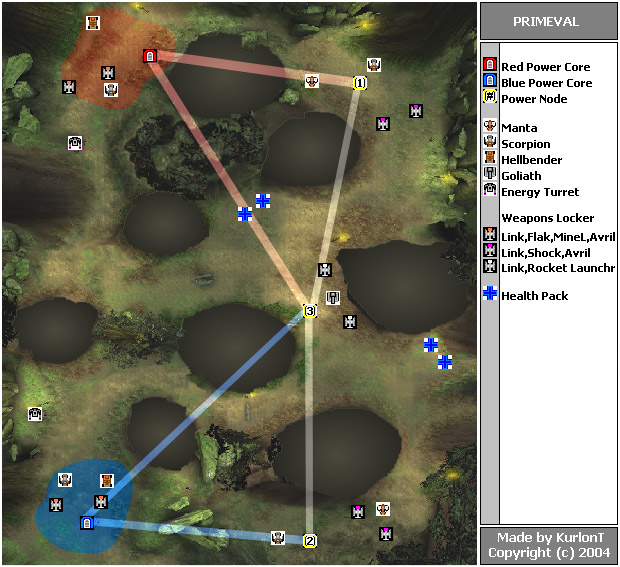 PRIMEVAL
Red Power Core
Blue Power Core
Power Node
Manta
Scorpion
Hellbender
Goliath
Energy Turret
Weapons Locker
Link,Flak,MineL,Avril
Link,Shock,Avril
Link,Rocket Launchr
Health Pack
1
3
2
Made by KurlonT
Copyright (c) 2004